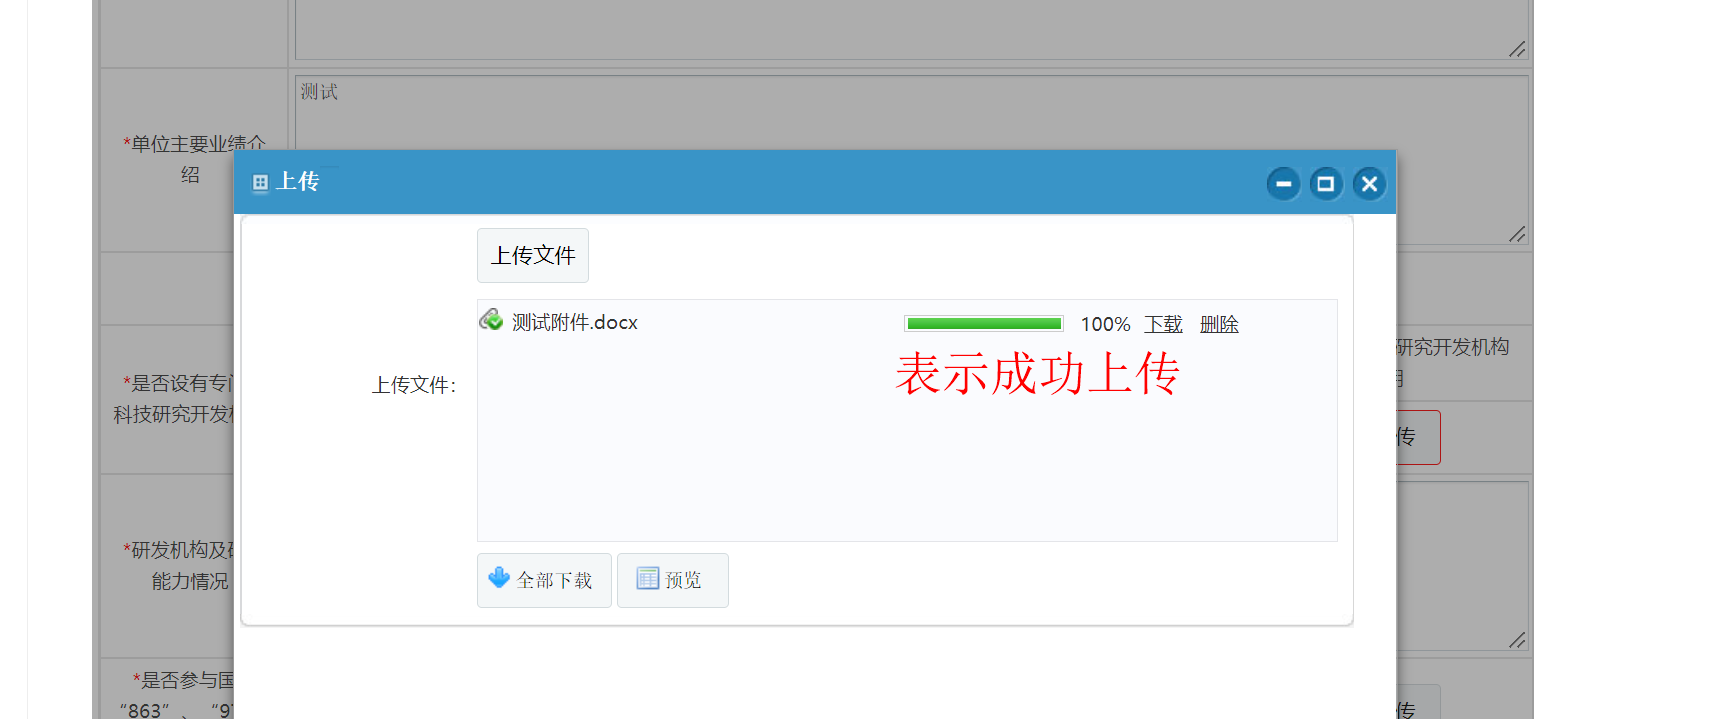 测试
*单位主要业绩介
绍
上传
上传文件
测试附件.docx 100% 下载 删除
表示成功上传
上传文件：
研究开发机构
*是否设有专门
科技研究开发机
传
*研发机构及研
能力情况
全部下载 预览
*是否参与国
“863”、“97
传